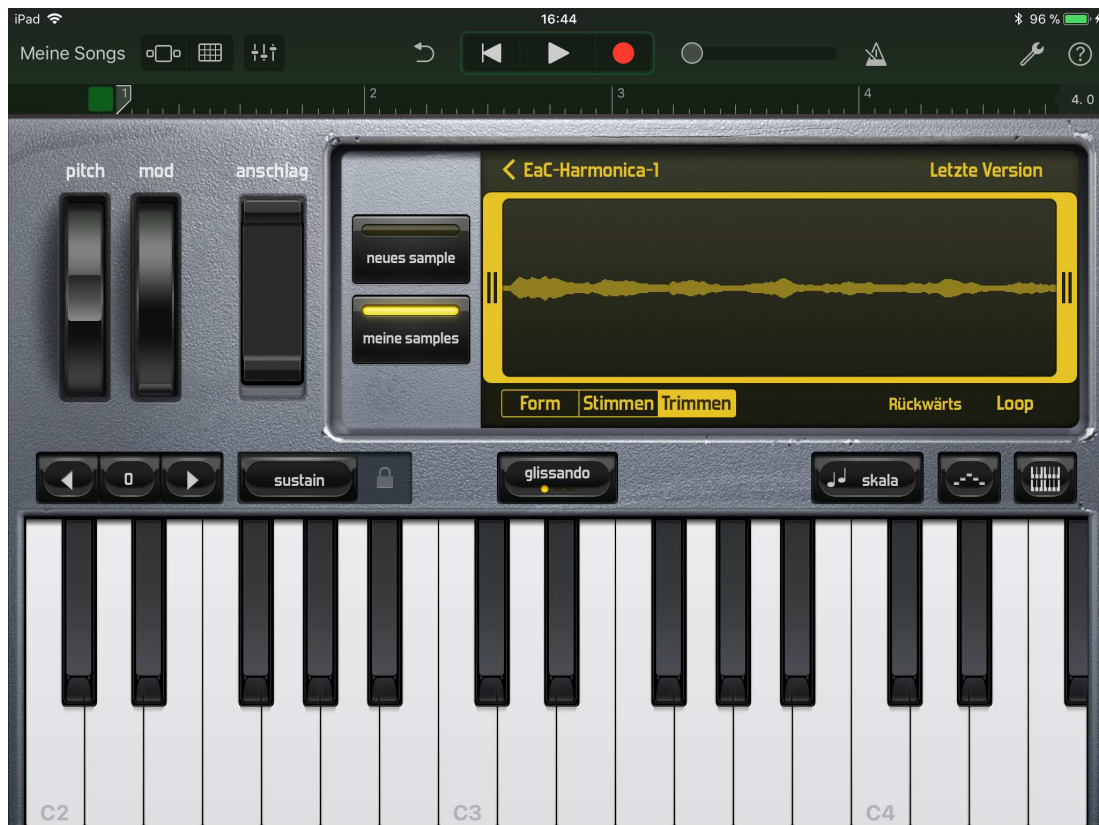 iPad 16:44 96 %
Meine Songs
1 2 3 4 4. 0
pitch mod anschlag
EaC-Harmonica-1 Letzte Version
neues sample
meine samples
Form Stimmen Trimmen Rückwärts Loop
0 sustain glissando skala
C2 C3 C4